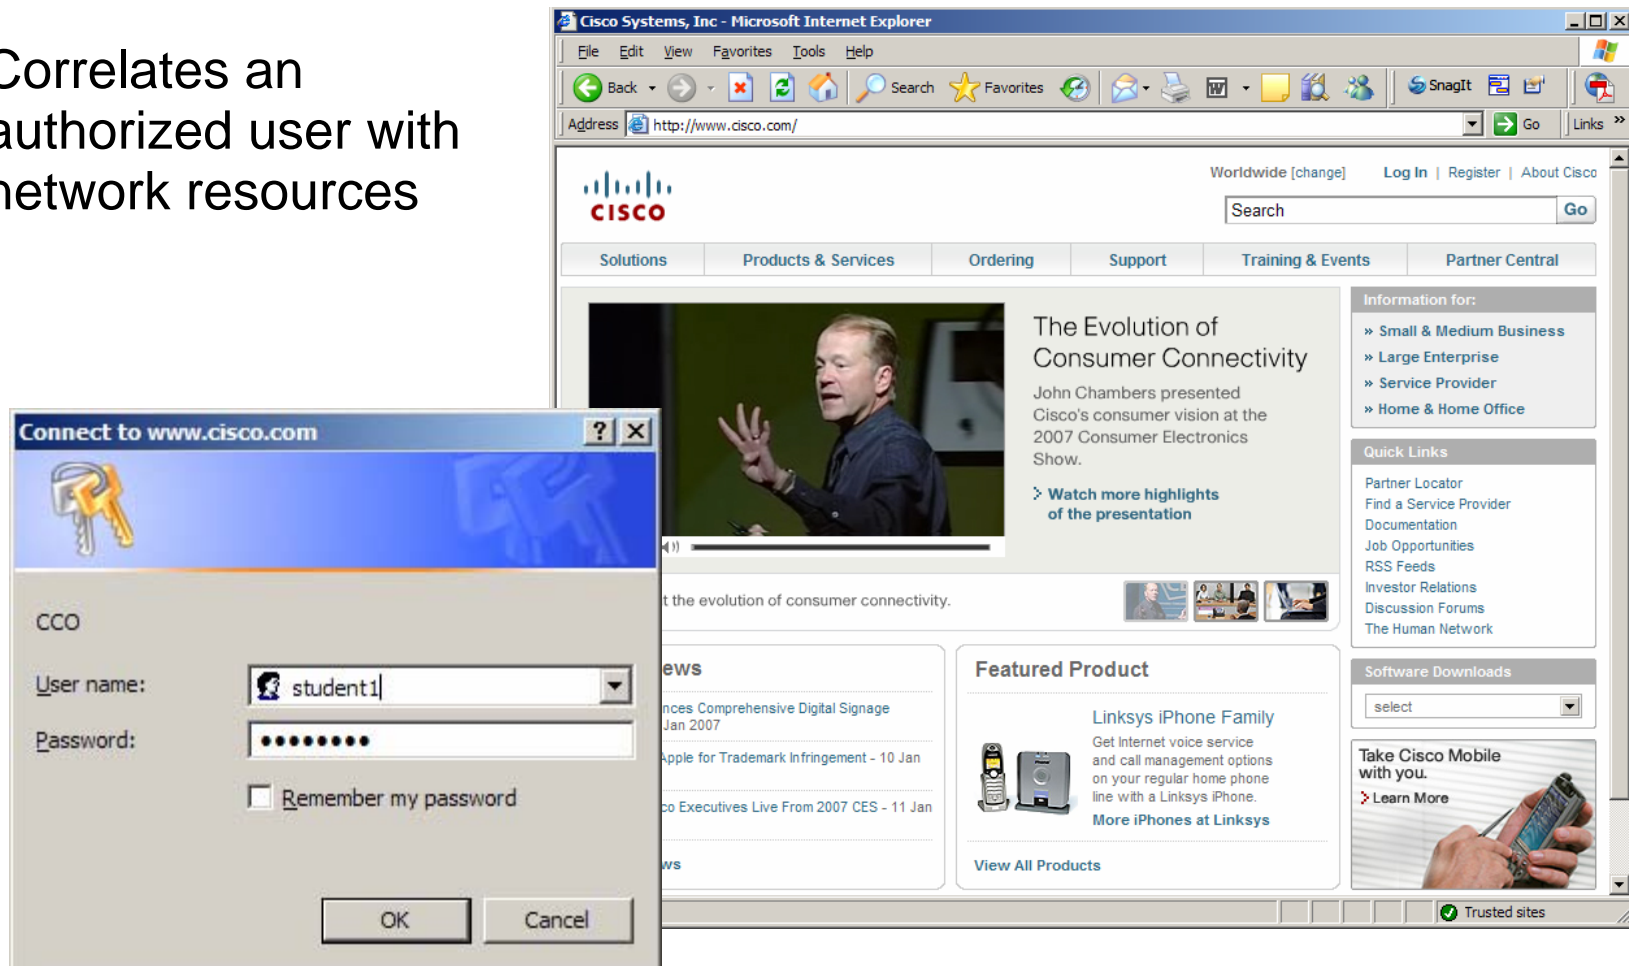 Correlates an
authorized user with
network resources
Cisco Systems, Inc - Microsoft Internet Explorer
File Edit View Favorites Tools Help
Back Search Favorites SnagIt
Address http://www.cisco.com/ Go Links »
Worldwide [change] Log In | Register | About Cisco
CISCO
Search Go
Solutions Products & Services Ordering Support Training & Events Partner Central
The Evolution of
Consumer Connectivity
John Chambers presented
Cisco's consumer vision at the
2007 Consumer Electronics
Show.
Watch more highlights
of the presentation
t the evolution of consumer connectivity.
Information for:
» Small & Medium Business
» Large Enterprise
» Service Provider
» Home & Home Office
Quick Links
Partner Locator
Find a Service Provider
Documentation
Job Opportunities
RSS Feeds
Investor Relations
Discussion Forums
The Human Network
Software Downloads
select
Take Cisco Mobile
with you.
Learn More
ews
nces Comprehensive Digital Signage
Jan 2007
Apple for Trademark Infringement - 10 Jan
co Executives Live From 2007 CES - 11 Jan
ws
Featured Product
Linksys iPhone Family
Get Internet voice service
and call management options
on your regular home phone
line with a Linksys iPhone.
More iPhones at Linksys
View All Products
Trusted sites
Connect to www.cisco.com
CCO
User name: student1
Password: ••••••••
Remember my password
OK Cancel